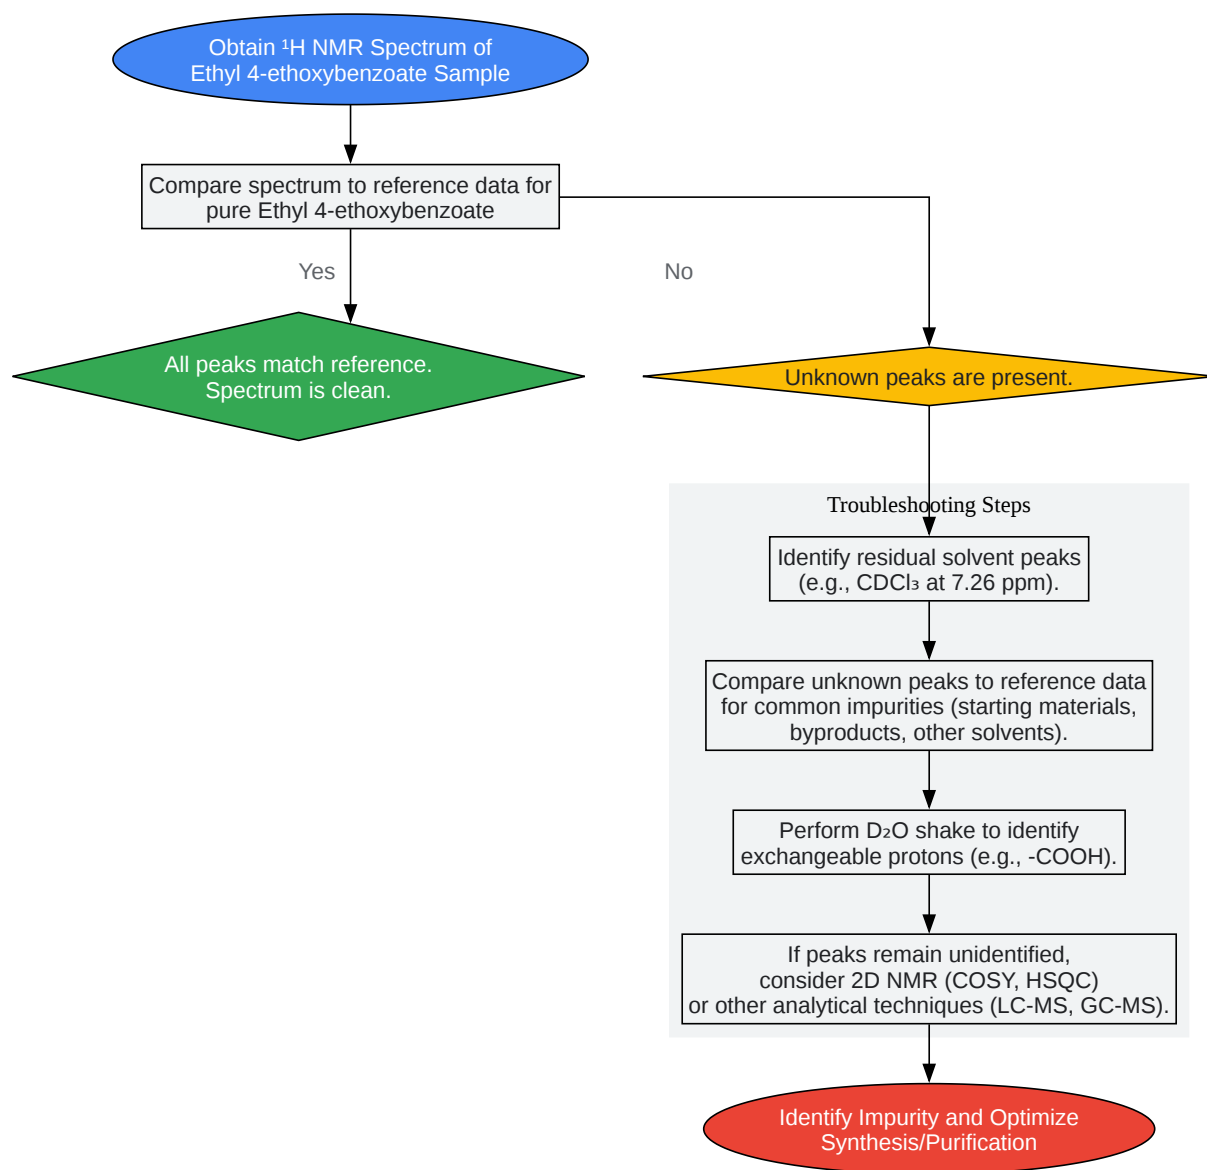 Obtain ¹H NMR Spectrum of
Ethyl 4-ethoxybenzoate Sample
Compare spectrum to reference data for
pure Ethyl 4-ethoxybenzoate
Yes
No
All peaks match reference.
Spectrum is clean.
Unknown peaks are present.
Troubleshooting Steps
Identify residual solvent peaks
(e.g., CDCl₃ at 7.26 ppm).
Compare unknown peaks to reference data
for common impurities (starting materials,
byproducts, other solvents).
Perform D₂O shake to identify
exchangeable protons (e.g., -COOH).
If peaks remain unidentified,
consider 2D NMR (COSY, HSQC)
or other analytical techniques (LC-MS, GC-MS).
Identify Impurity and Optimize
Synthesis/Purification